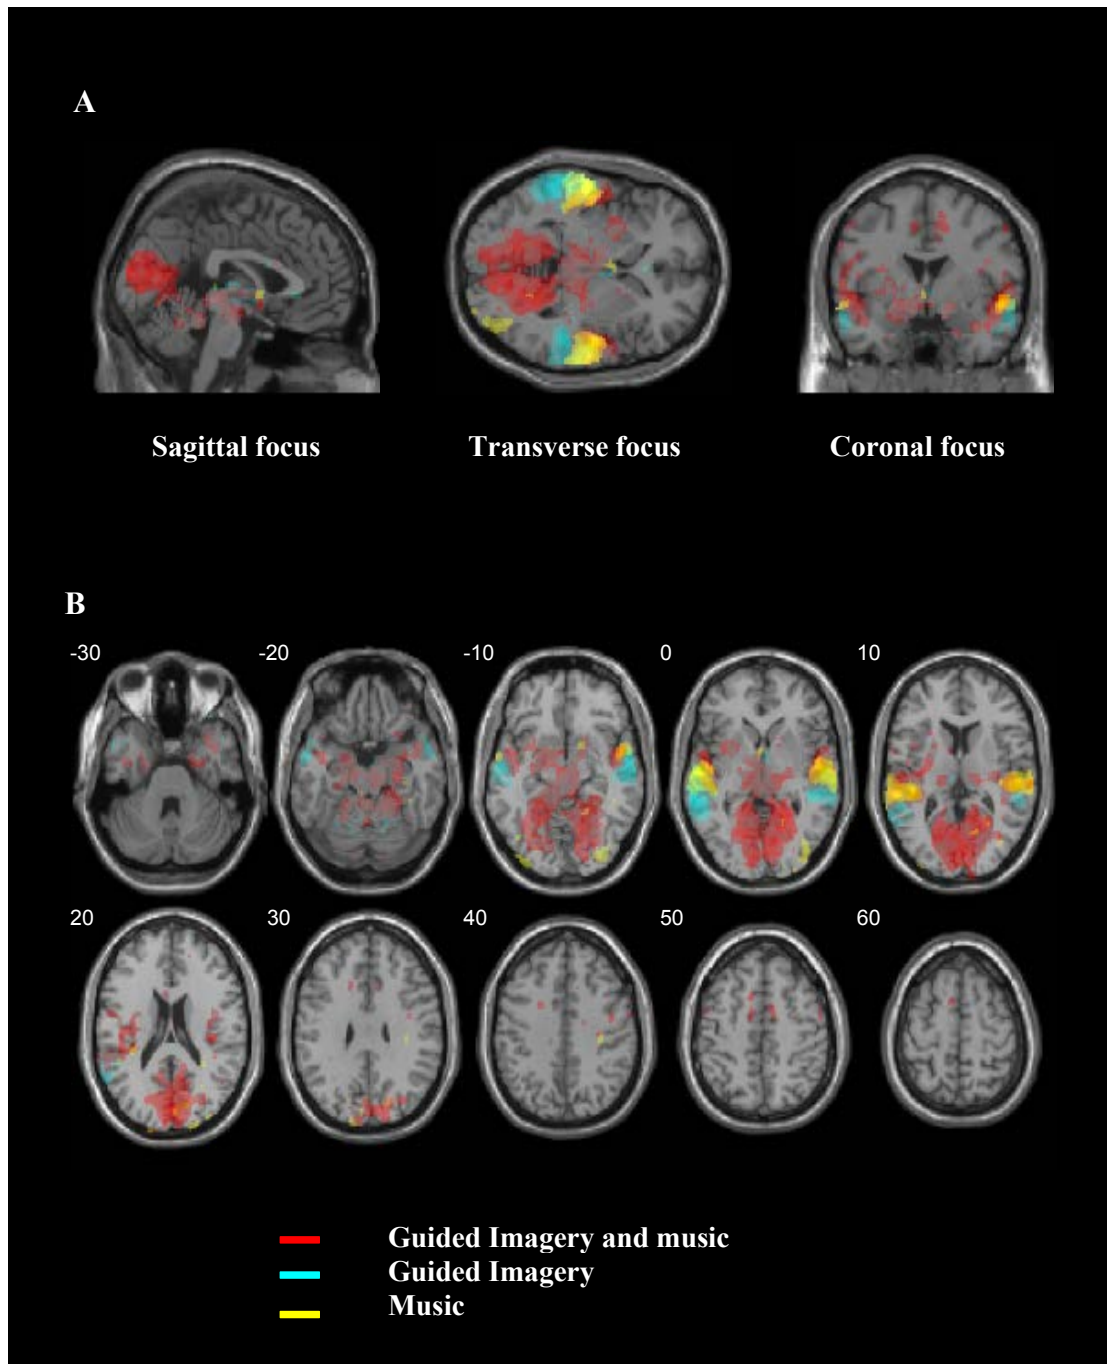 A
Sagittal focus
Transverse focus
Coronal focus
B
-30
-20
-10
0
10
20
30
40
50
60
Guided Imagery and music
Guided Imagery
Music